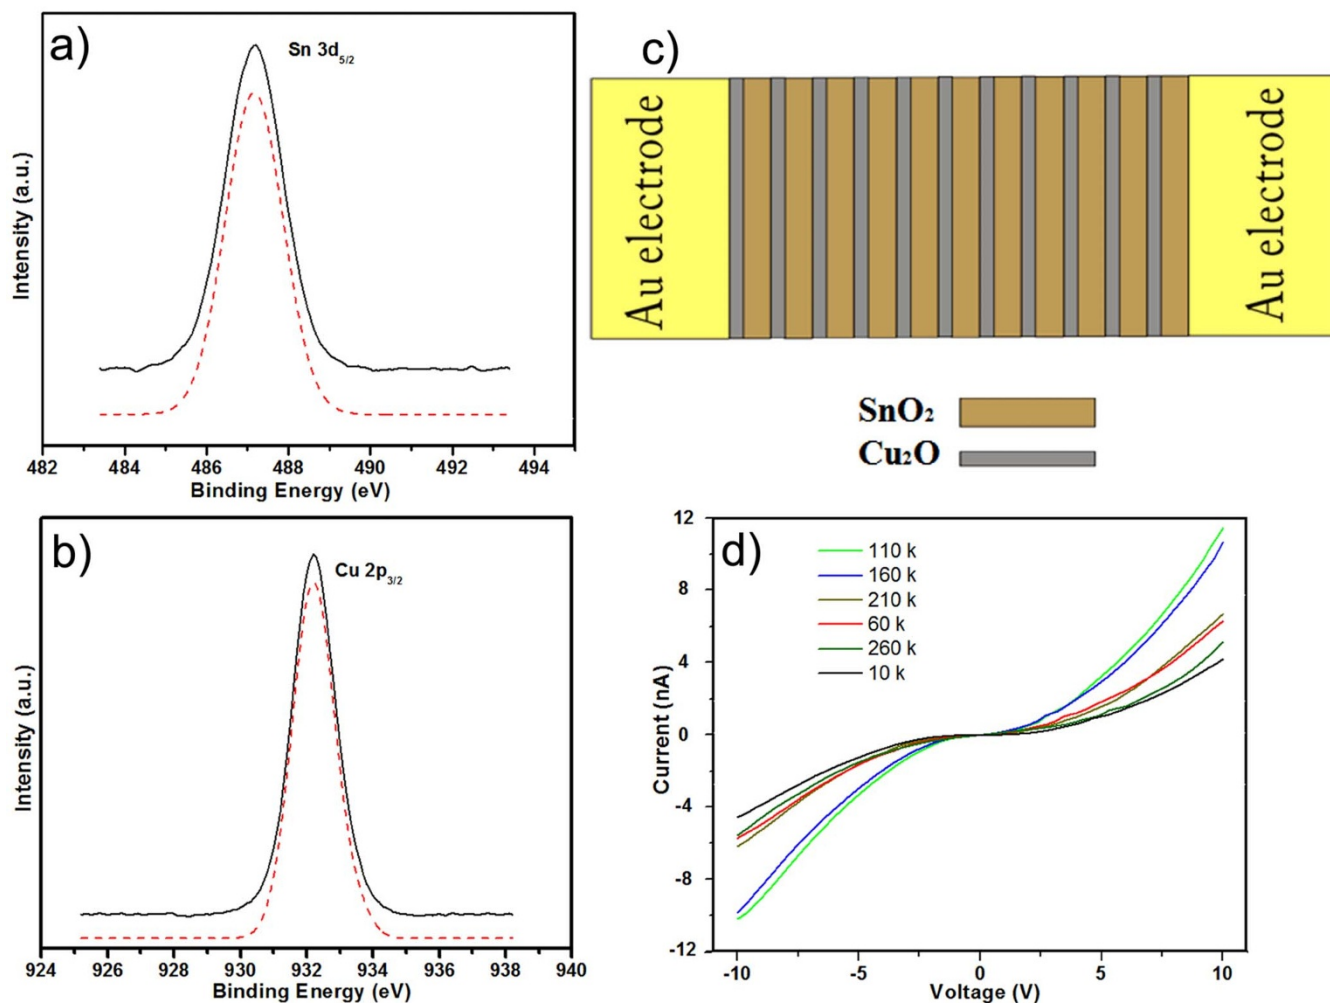 a)
Sn 3d5/2
Intensity (a.u.)
482 484 486 488 490 492 494
Binding Energy (eV)
c)
Au electrode
Au electrode
SnO2
Cu2O
b)
Cu 2p3/2
Intensity (a.u.)
924 926 928 930 932 934 936 938 940
Binding Energy (eV)
d)
110 k
160 k
210 k
60 k
260 k
10 k
Current (nA)
12
8
4
0
-4
-8
-12
-10 -5 0 5 10
Voltage (V)